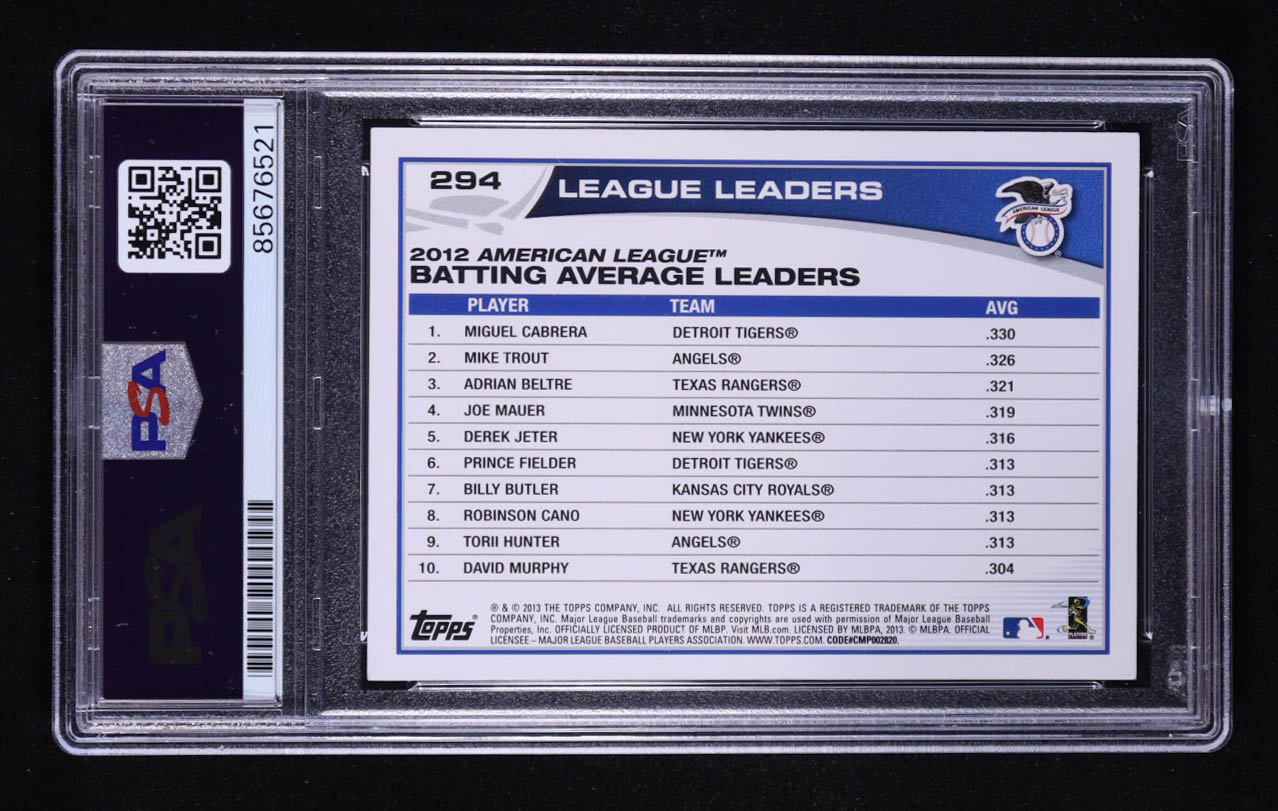 85676521
PSA
PSA
294
LEAGUE LEADERS
AMERICAN LEAGUE
2012 AMERICAN LEAGUE™
BATTING AVERAGE LEADERS
PLAYER TEAM AVG
1. MIGUEL CABRERA DETROIT TIGERS® .330
2. MIKE TROUT ANGELS® .326
3. ADRIAN BELTRE TEXAS RANGERS® .321
4. JOE MAUER MINNESOTA TWINS® .319
5. DEREK JETER NEW YORK YANKEES® .316
6. PRINCE FIELDER DETROIT TIGERS® .313
7. BILLY BUTLER KANSAS CITY ROYALS® .313
8. ROBINSON CANO NEW YORK YANKEES® .313
9. TORII HUNTER ANGELS® .313
10. DAVID MURPHY TEXAS RANGERS® .304
Topps®
® & © 2013 THE TOPPS COMPANY, INC. ALL RIGHTS RESERVED. TOPPS IS A REGISTERED TRADEMARK OF THE TOPPS
COMPANY, INC. Major League Baseball trademarks and copyrights are used with permission of Major League Baseball
Properties, Inc. OFFICIALLY LICENSED PRODUCT OF MLBP. Visit MLB.com. LICENSED BY MLBPA, 2013. © MLBPA. OFFICIAL
LICENSEE – MAJOR LEAGUE BASEBALL PLAYERS ASSOCIATION. WWW.TOPPS.COM. CODE#CMP002820.